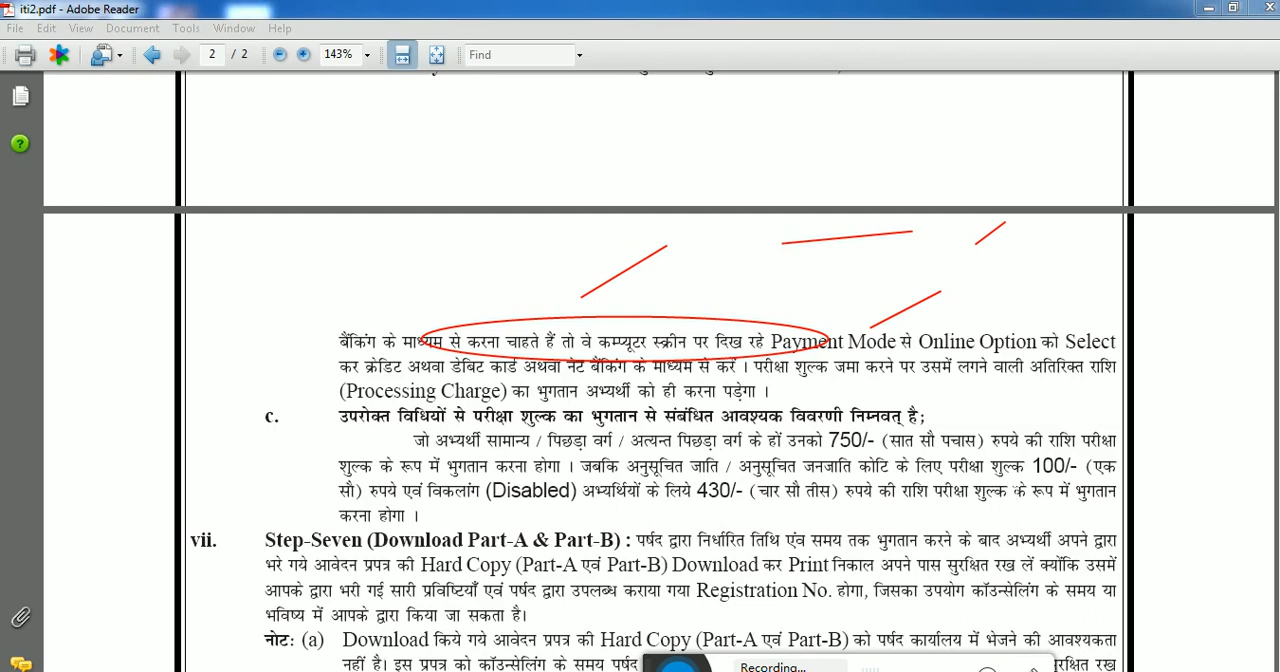 iti2.pdf - Adobe Reader
File Edit View Document Tools Window Help
2 / 2 143% Find
बैंकिंग के माध्यम से करना चाहते हैं तो वे कम्प्यूटर स्क्रीन पर दिख रहे Payment Mode से Online Option को Select
कर क्रेडिट अथवा डेबिट कार्ड अथवा नेट बैंकिंग के माध्यम से करें । परीक्षा शुल्क जमा करने पर उसमें लगने वाली अतिरिक्त राशि
(Processing Charge) का भुगतान अभ्यर्थी को ही करना पड़ेगा ।
c. उपरोक्त विधियों से परीक्षा शुल्क का भुगतान से संबंधित आवश्यक विवरणी निम्नवत् है;
जो अभ्यर्थी सामान्य / पिछड़ा वर्ग / अत्यन्त पिछड़ा वर्ग के हों उनको 750/- (सात सौ पचास) रुपये की राशि परीक्षा
शुल्क के रूप में भुगतान करना होगा । जबकि अनुसूचित जाति / अनुसूचित जनजाति कोटि के लिए परीक्षा शुल्क 100/- (एक
सौ) रुपये एवं विकलांग (Disabled) अभ्यर्थियों के लिये 430/- (चार सौ तीस) रुपये की राशि परीक्षा शुल्क के रूप में भुगतान
करना होगा ।
vii. Step-Seven (Download Part-A & Part-B) : पर्षद द्वारा निर्धारित तिथि एंव समय तक भुगतान करने के बाद अभ्यर्थी अपने द्वारा
भरे गये आवेदन प्रपत्र की Hard Copy (Part-A एवं Part-B) Download कर Print निकाल अपने पास सुरक्षित रख लें क्योंकि उसमें
आपके द्वारा भरी गई सारी प्रविष्टियाँ एवं पर्षद द्वारा उपलब्ध कराया गया Registration No. होगा, जिसका उपयोग कॉउन्सेलिंग के समय या
भविष्य में आपके द्वारा किया जा सकता है।
नोट: (a) Download किये गये आवेदन प्रपत्र की Hard Copy (Part-A एवं Part-B) को पर्षद कार्यालय में भेजने की आवश्यकता
नहीं है। इस प्रपत्र को कॉउन्सेलिंग के समय पर्षद
Recording...